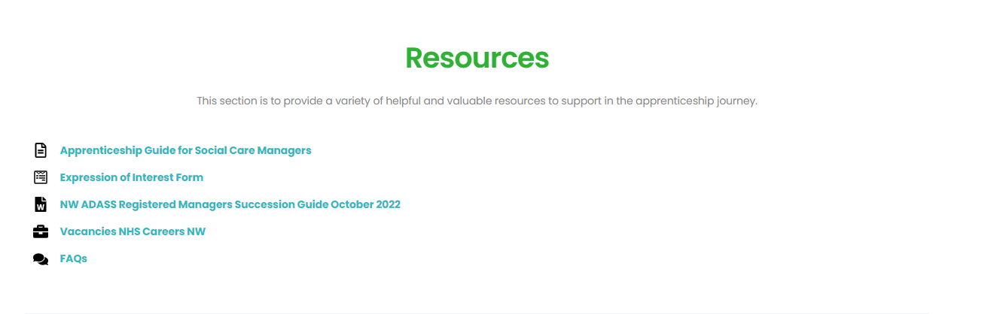 Resources
This section is to provide a variety of helpful and valuable resources to support in the apprenticeship journey.
Apprenticeship Guide for Social Care Managers
Expression of Interest Form
W NW ADASS Registered Managers Succession Guide October 2022
Vacancies NHS Careers NW
FAQs